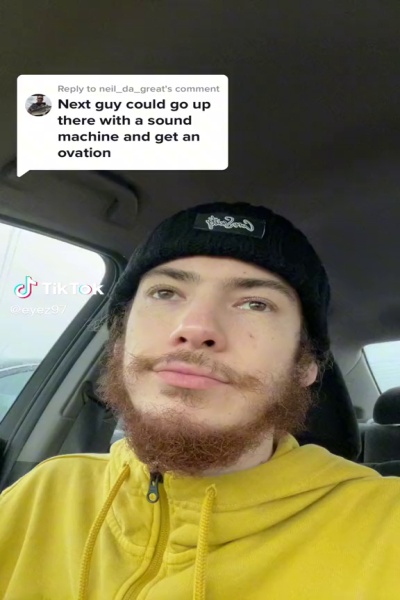 Reply to neil_da_great's comment
Next guy could go up
there with a sound
machine and get an
ovation
TikTok